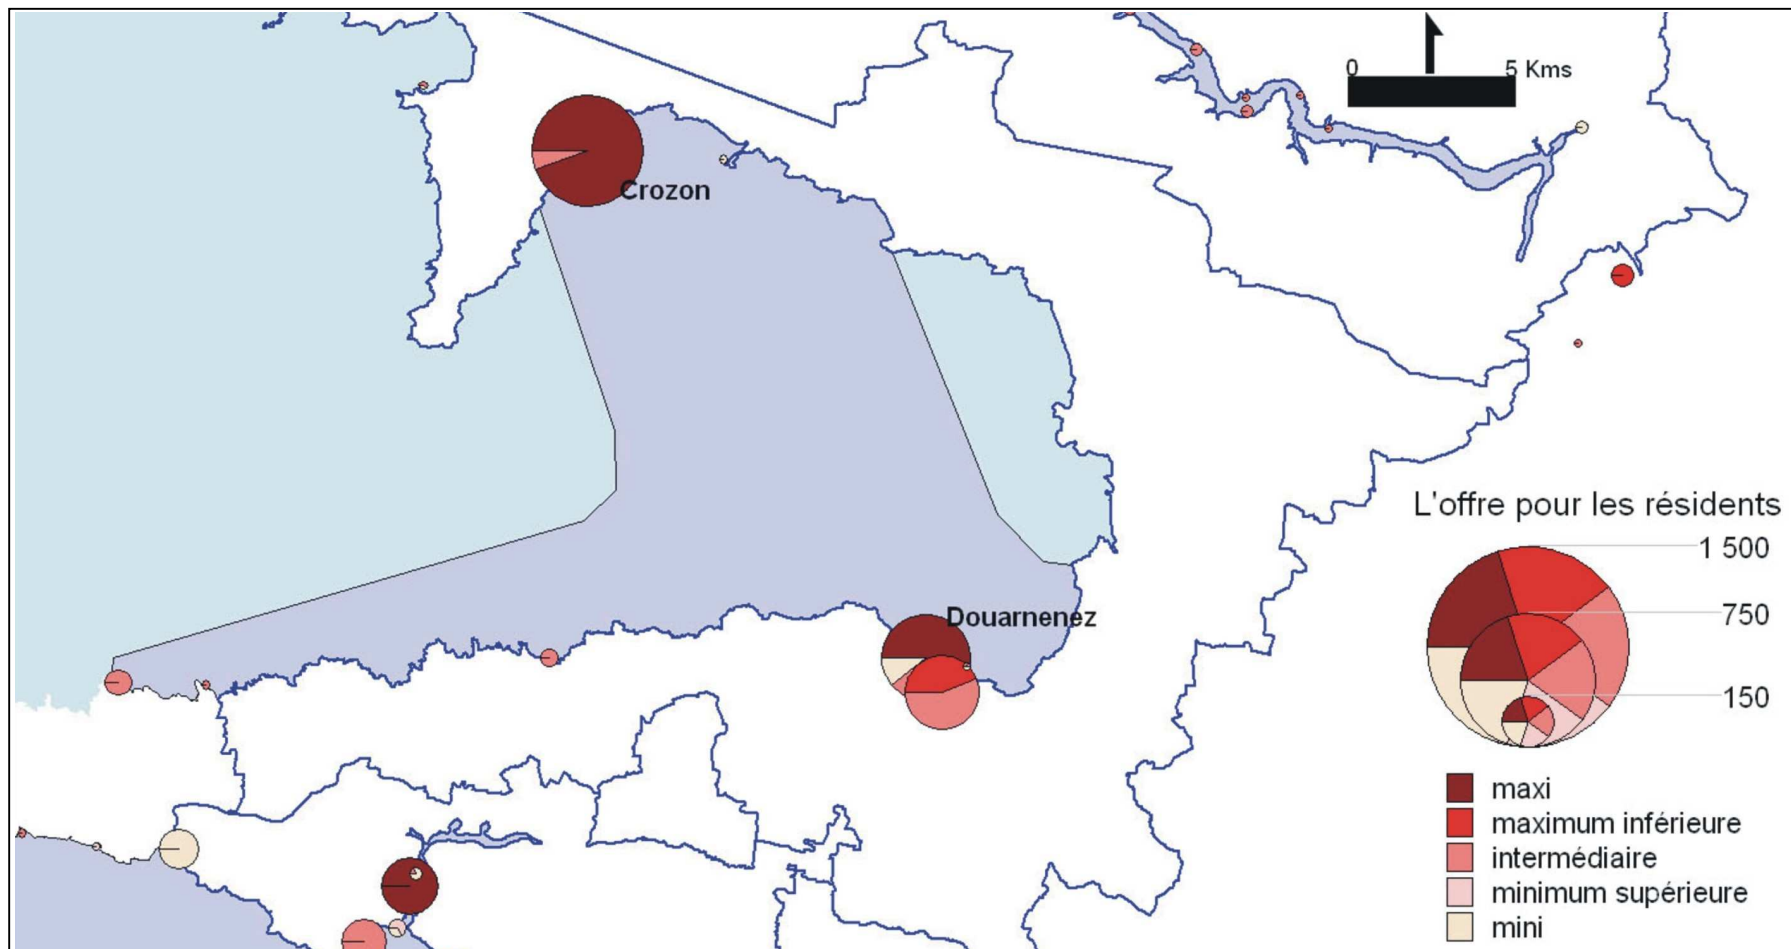 0 5 Kms
Crozon
L'offre pour les résidents
1 500
Douarnenez
750
150
maxi
maximum inférieure
intermédiaire
minimum supérieure
mini